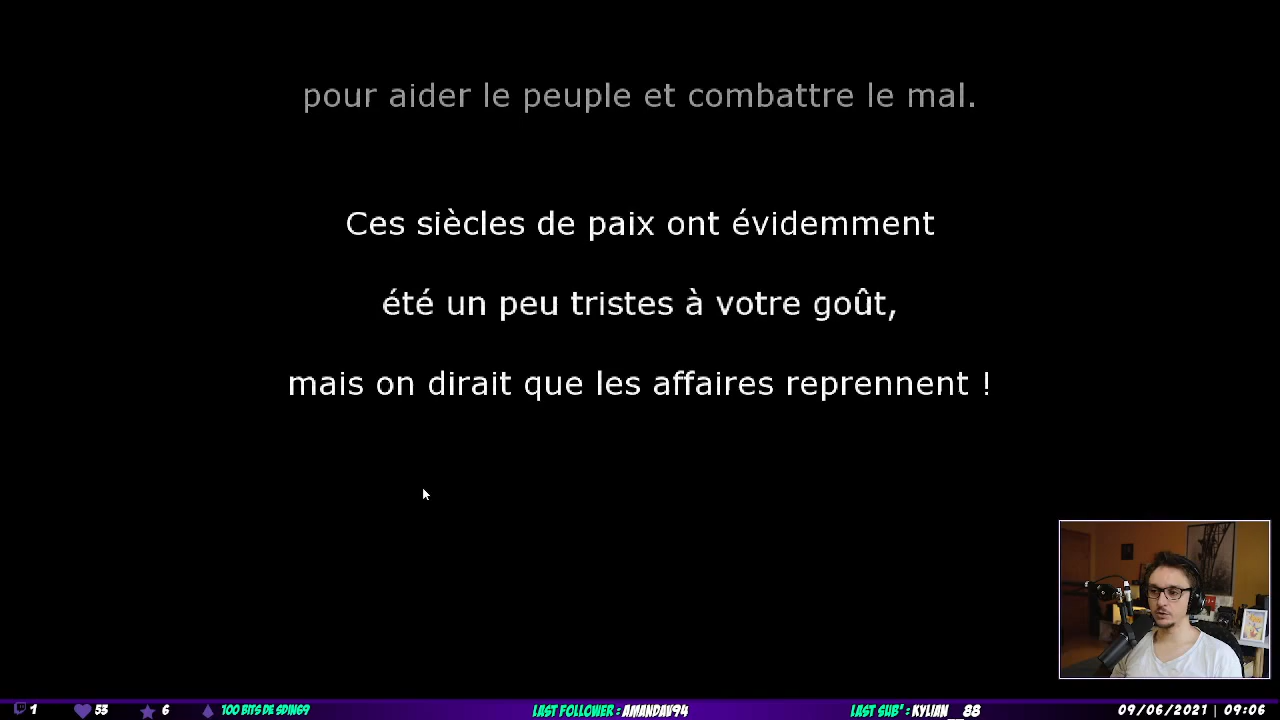 pour aider le peuple et combattre le mal.
Ces siècles de paix ont évidemment
été un peu tristes à votre goût,
mais on dirait que les affaires reprennent !
1 53 6 100 BITS DE SDING9 LAST FOLLOWER : AMANDAV94 LAST SUB' : KYLIAN__88 09/06/2021 | 09:06